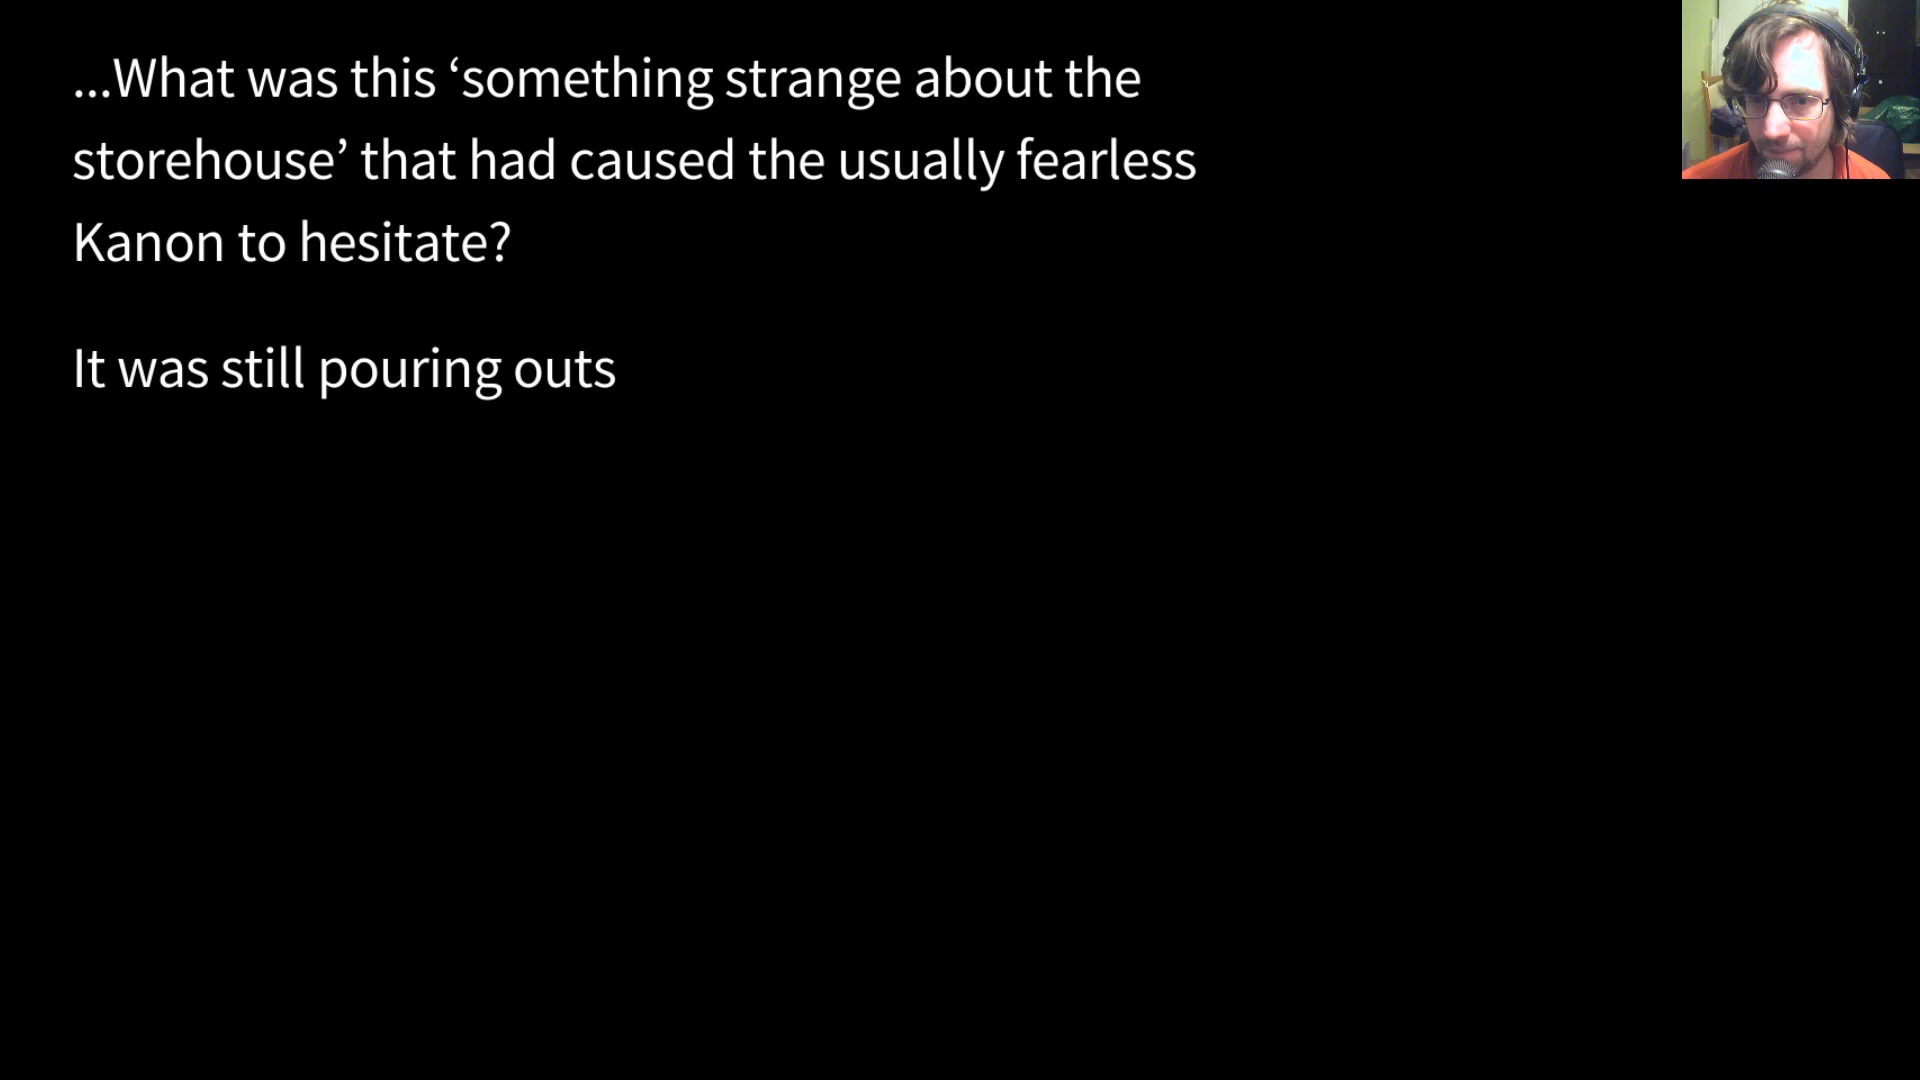 ...What was this ‘something strange about the
storehouse’ that had caused the usually fearless
Kanon to hesitate?
It was still pouring outs